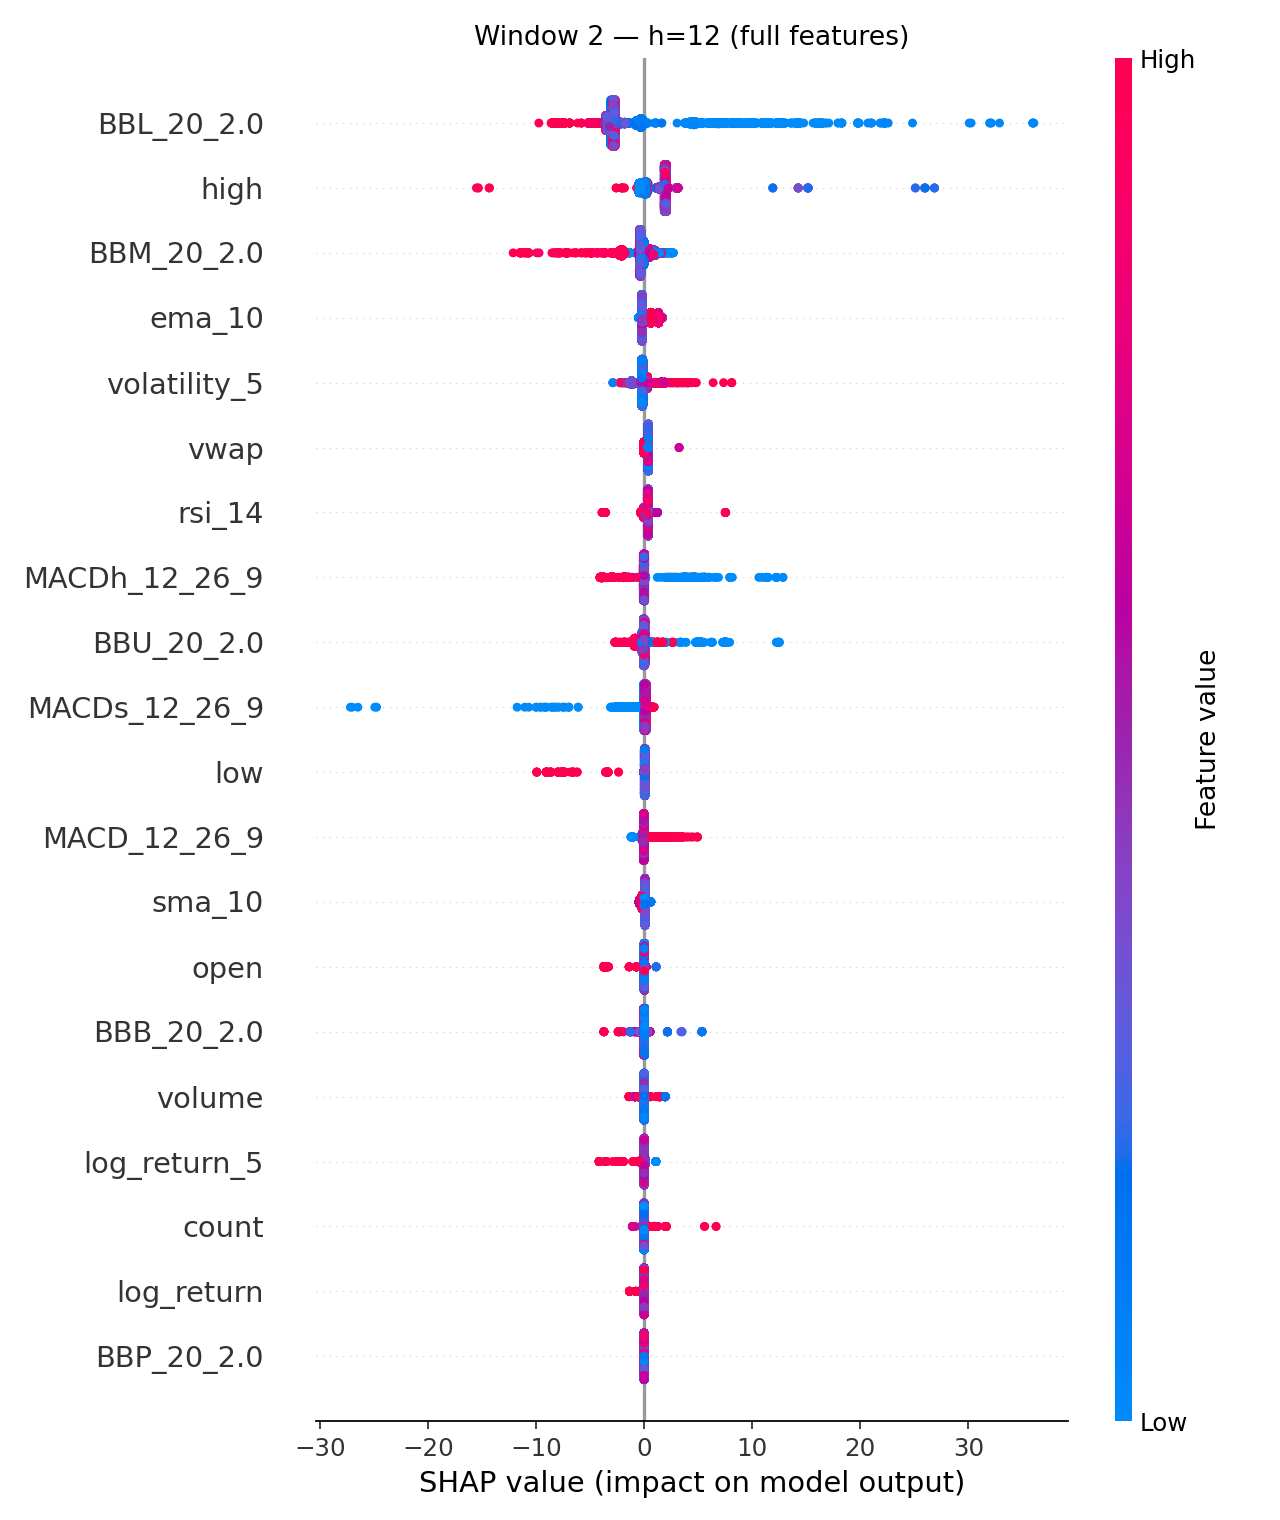 Window 2 — h=12 (full features)
High
BBL_20_2.0
high
BBM_20_2.0
ema_10
volatility_5
vwap
rsi_14
MACDh_12_26_9
BBU_20_2.0
MACDs_12_26_9
low
MACD_12_26_9
sma_10
open
BBB_20_2.0
volume
log_return_5
count
log_return
BBP_20_2.0
Feature value
Low
−30 −20 −10 0 10 20 30
SHAP value (impact on model output)